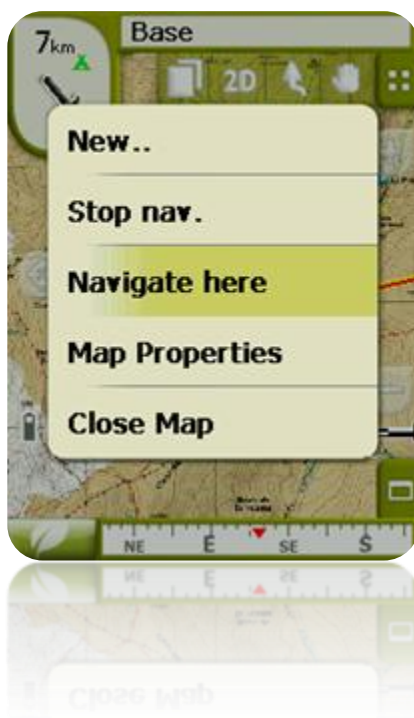 7km
Base
2D
New..
Stop nav.
Navigate here
Map Properties
Close Map
NE E SE S